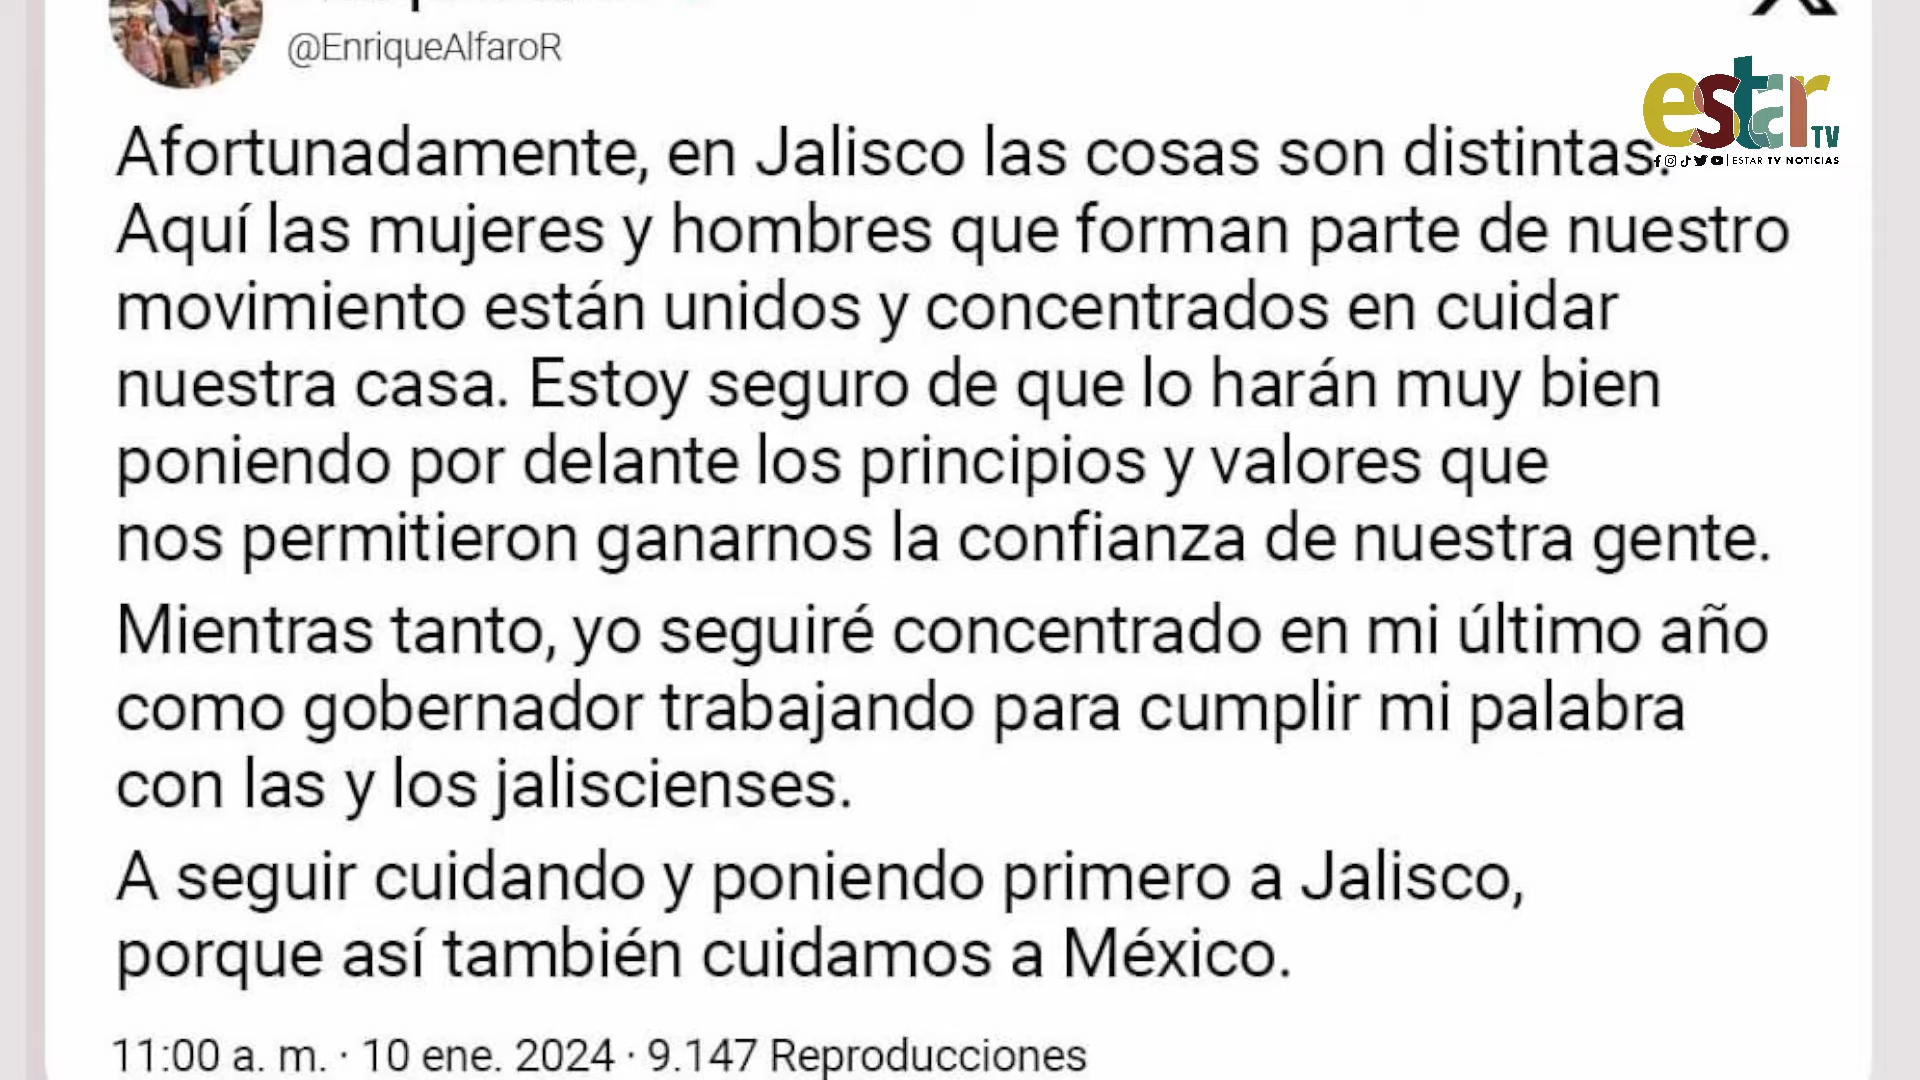 @EnriqueAlfaroR
estar TV
ESTAR TV NOTICIAS
Afortunadamente, en Jalisco las cosas son distintas.
Aquí las mujeres y hombres que forman parte de nuestro
movimiento están unidos y concentrados en cuidar
nuestra casa. Estoy seguro de que lo harán muy bien
poniendo por delante los principios y valores que
nos permitieron ganarnos la confianza de nuestra gente.
Mientras tanto, yo seguiré concentrado en mi último año
como gobernador trabajando para cumplir mi palabra
con las y los jaliscienses.
A seguir cuidando y poniendo primero a Jalisco,
porque así también cuidamos a México.
11:00 a. m. · 10 ene. 2024 · 9.147 Reproducciones